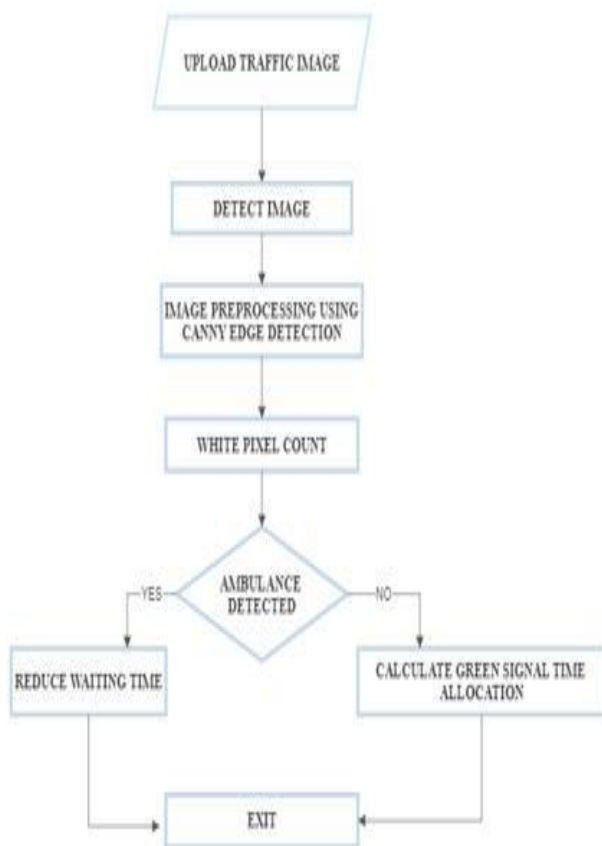 UPLOAD TRAFFIC IMAGE
DETECT IMAGE
IMAGE PREPROCESSING USING
CANNY EDGE DETECTION
WHITE PIXEL COUNT
AMBULANCE
DETECTED
YES
NO
REDUCE WAITING TIME
CALCULATE GREEN SIGNAL TIME
ALLOCATION
EXIT